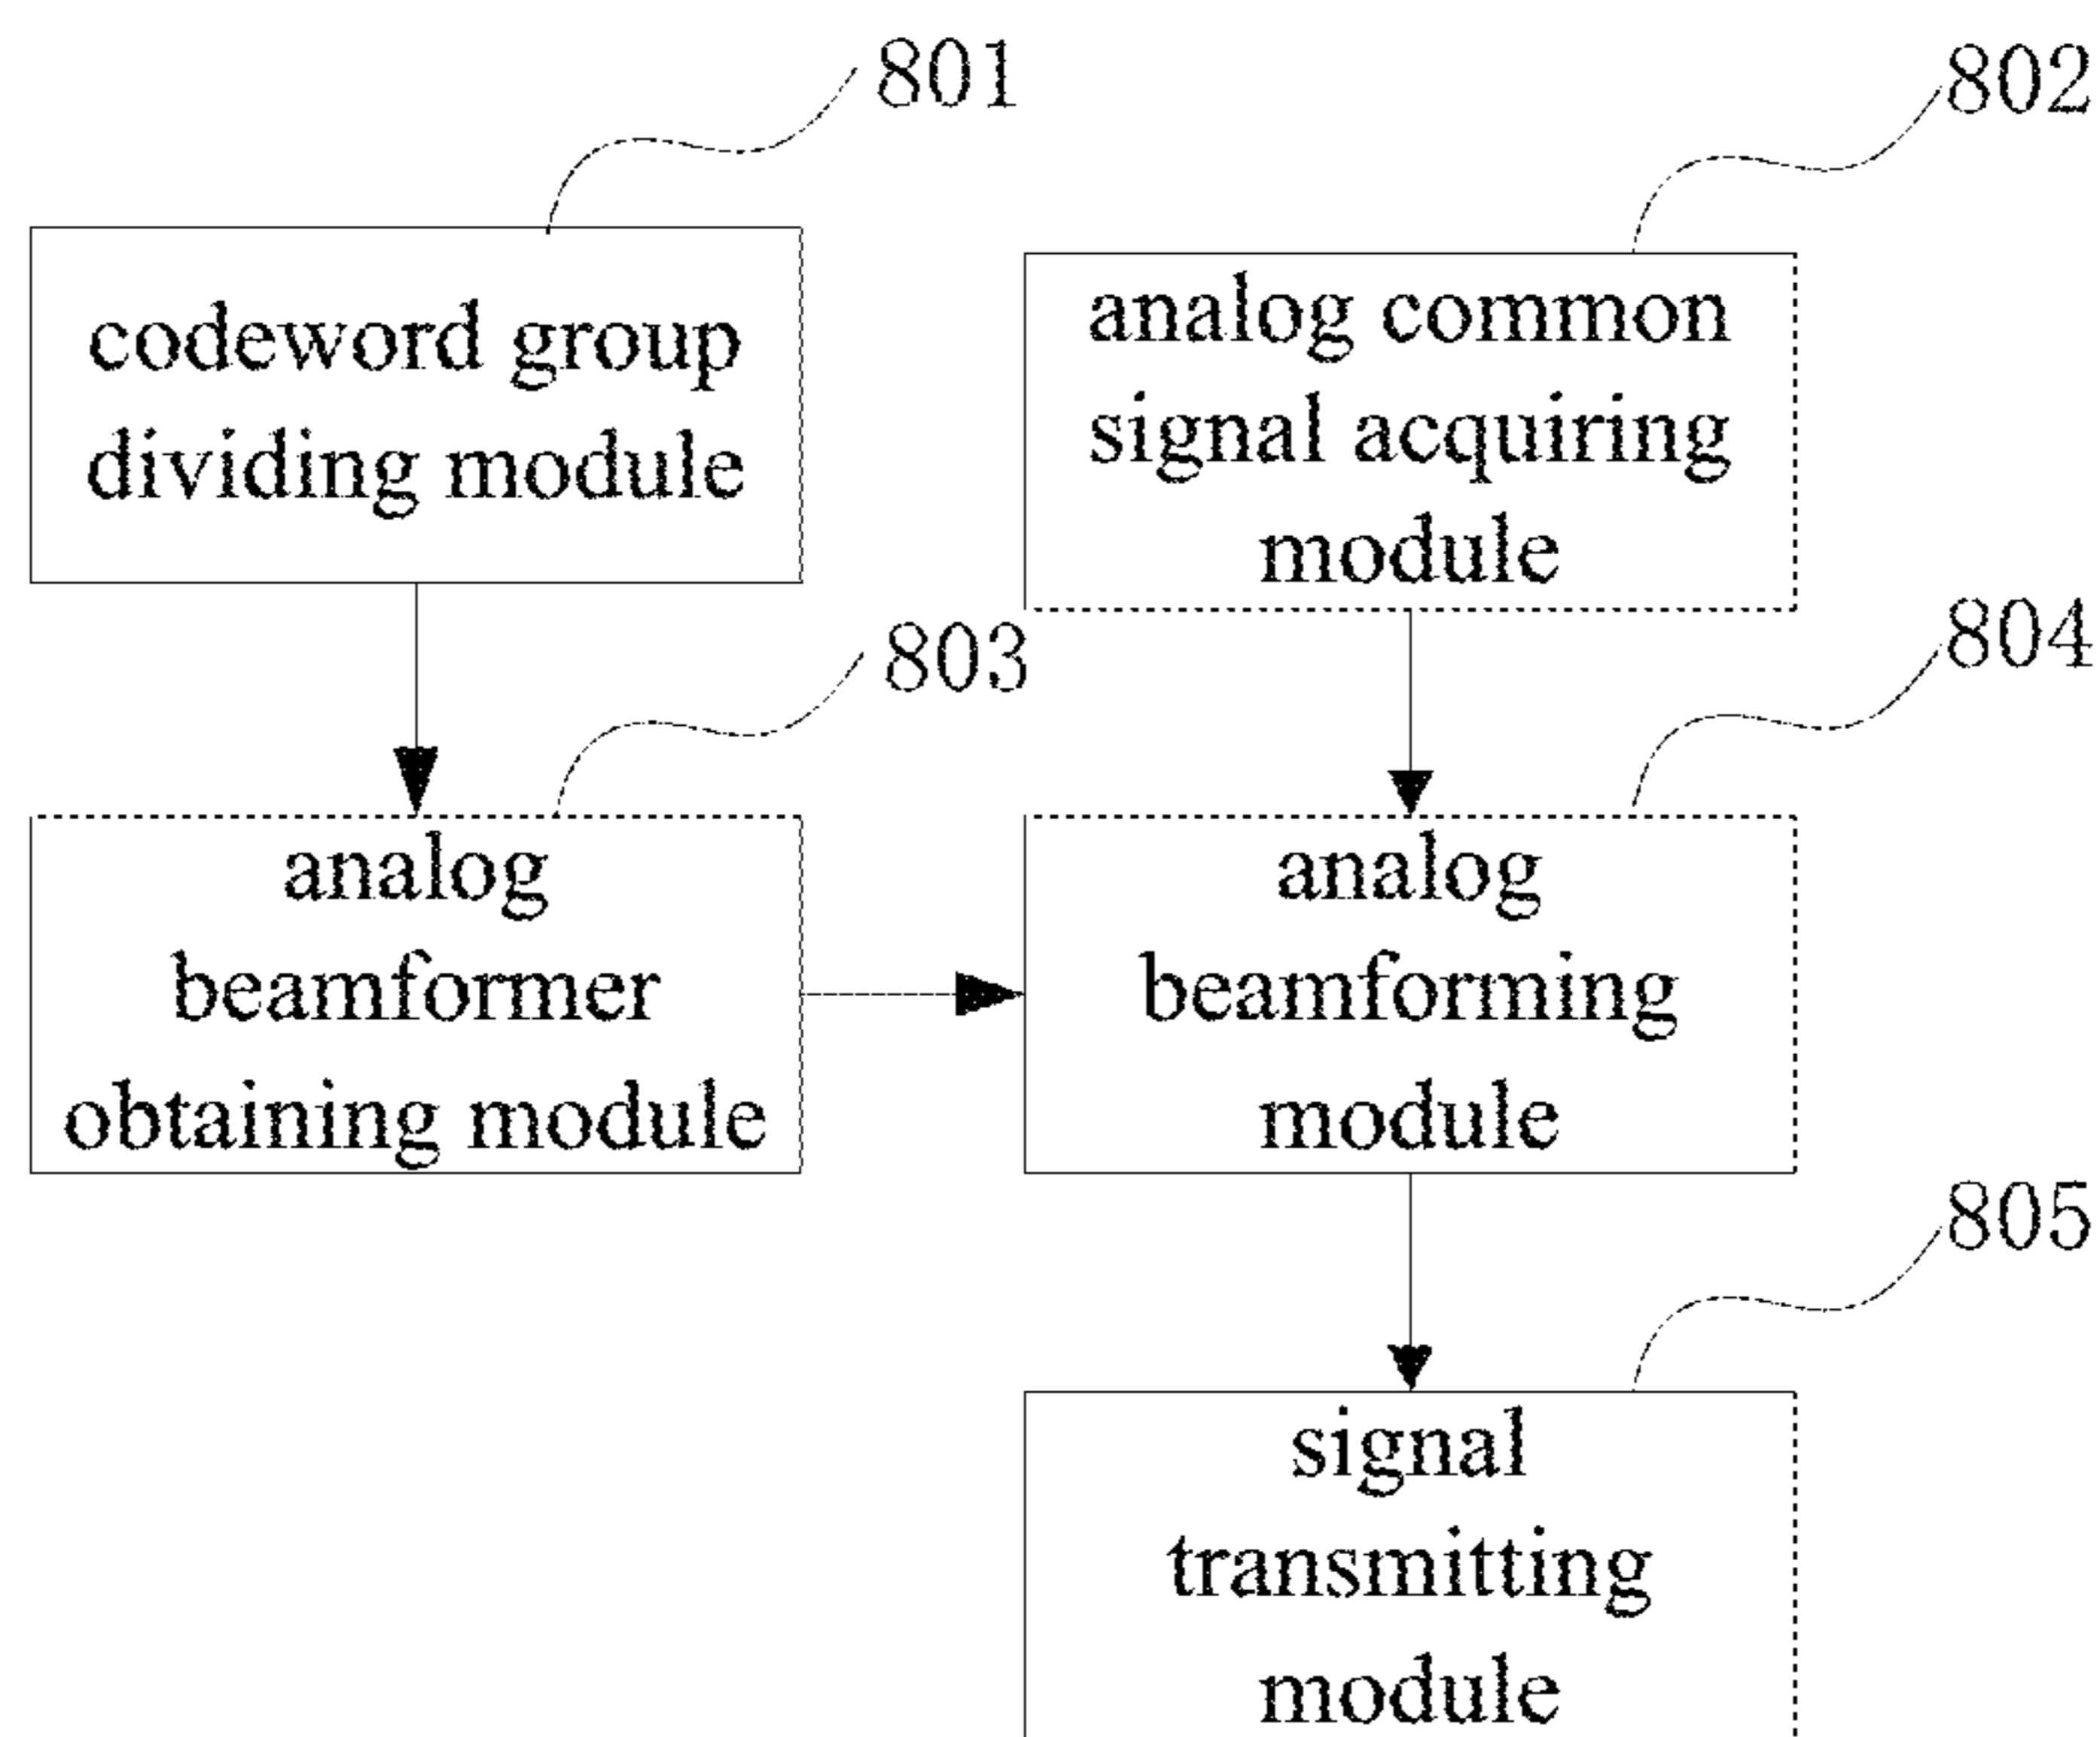 801
802
codeword group
dividing module
analog common
signal acquiring
module
803
804
analog
beamformer
obtaining module
analog
beamforming
module
805
signal
transmitting
module